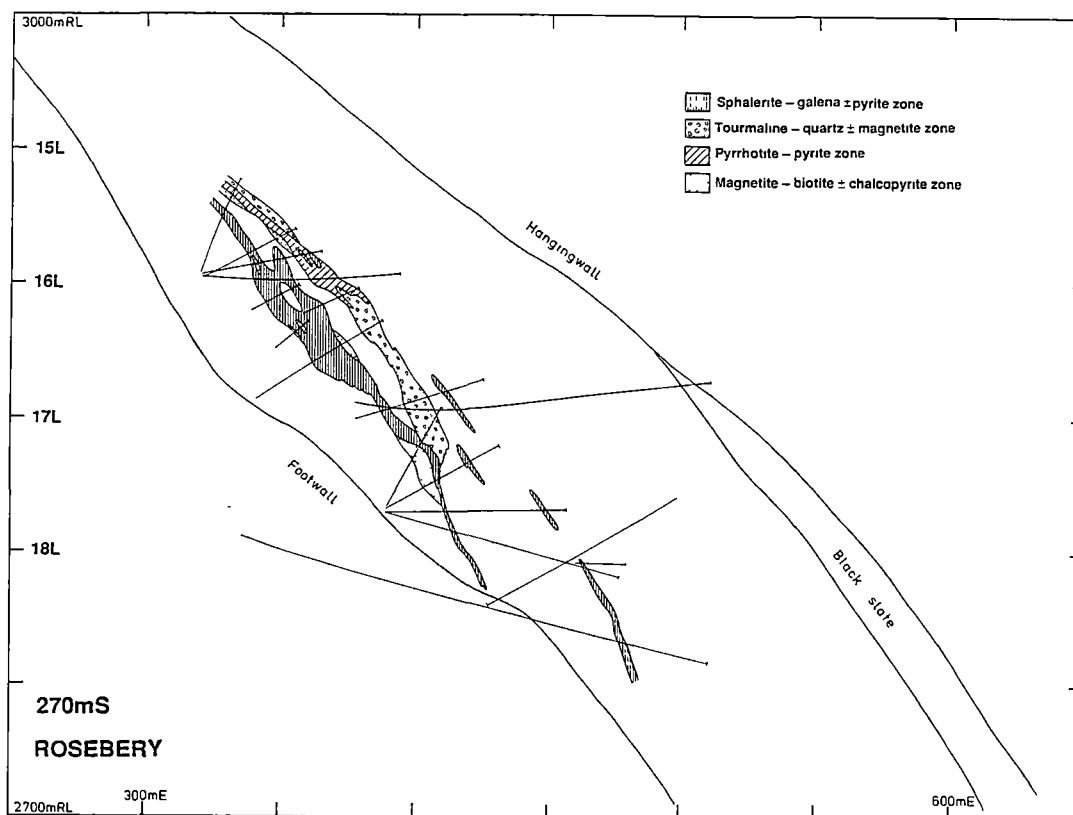 3000mRL
Sphalerite – galena ± pyrite zone
Tourmaline – quartz ± magnetite zone
Pyrrhotite – pyrite zone
Magnetite – biotite ± chalcopyrite zone
15L
Hangingwall
16L
17L
Footwall
18L
Black slate
270mS
ROSEBERY
300mE
600mE
2700mRL